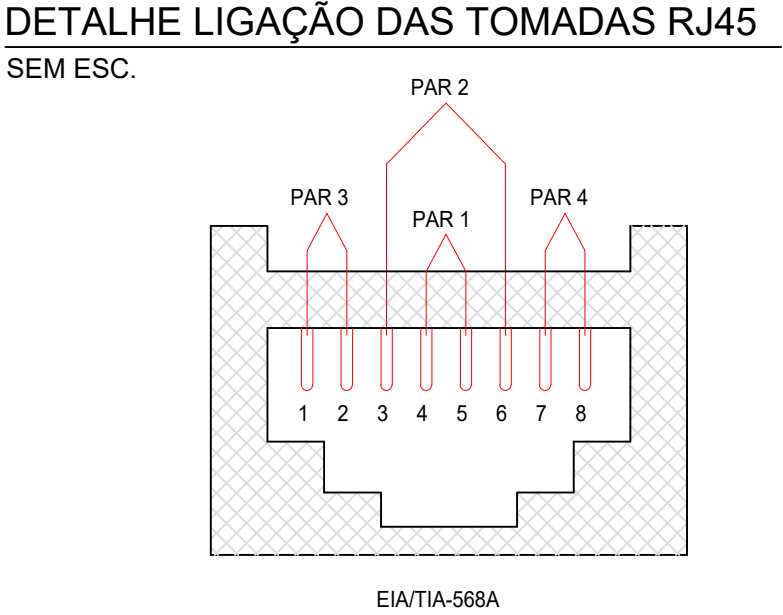 DETALHE LIGAÇÃO DAS TOMADAS RJ45
SEM ESC.
PAR 2
PAR 3
PAR 1
PAR 4
1 2 3 4 5 6 7 8
EIA/TIA-568A